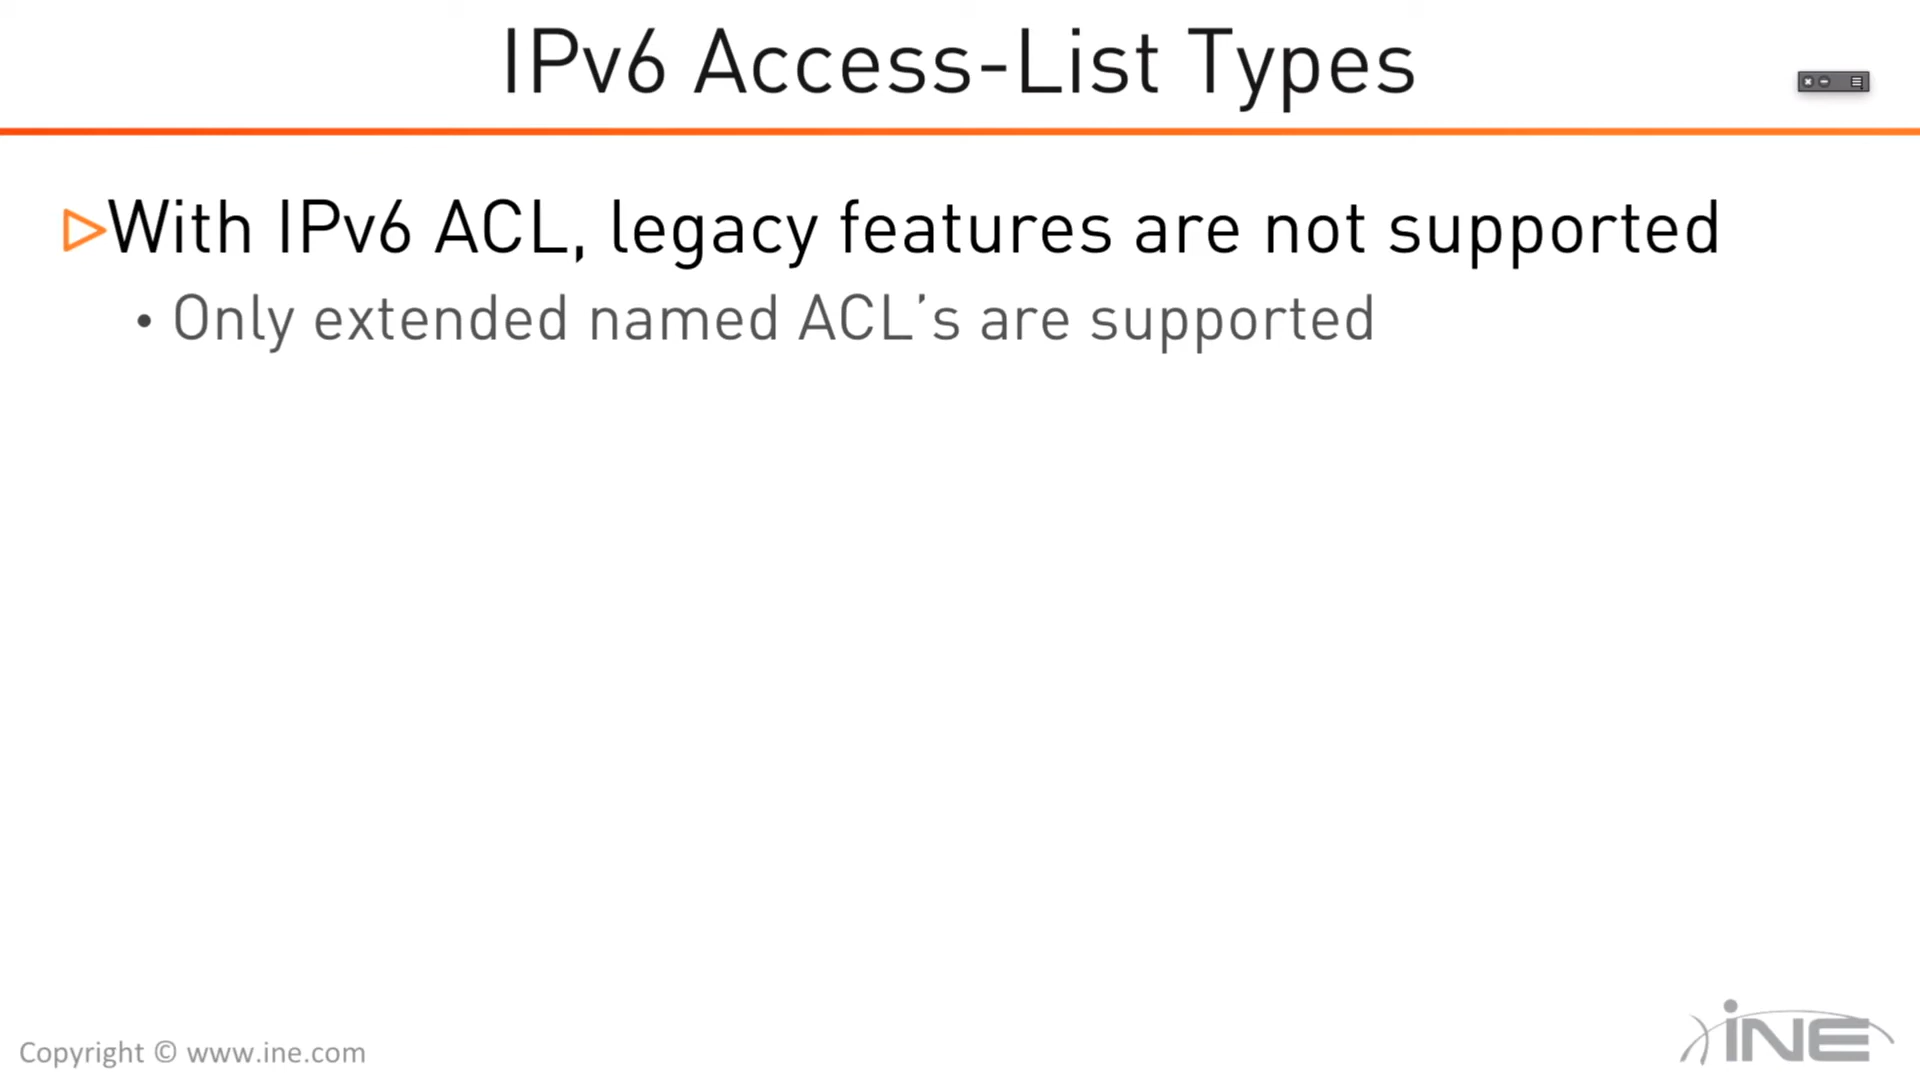 IPv6 Access-List Types
With IPv6 ACL, legacy features are not supported
• Only extended named ACL’s are supported
Copyright © www.ine.com
iNE